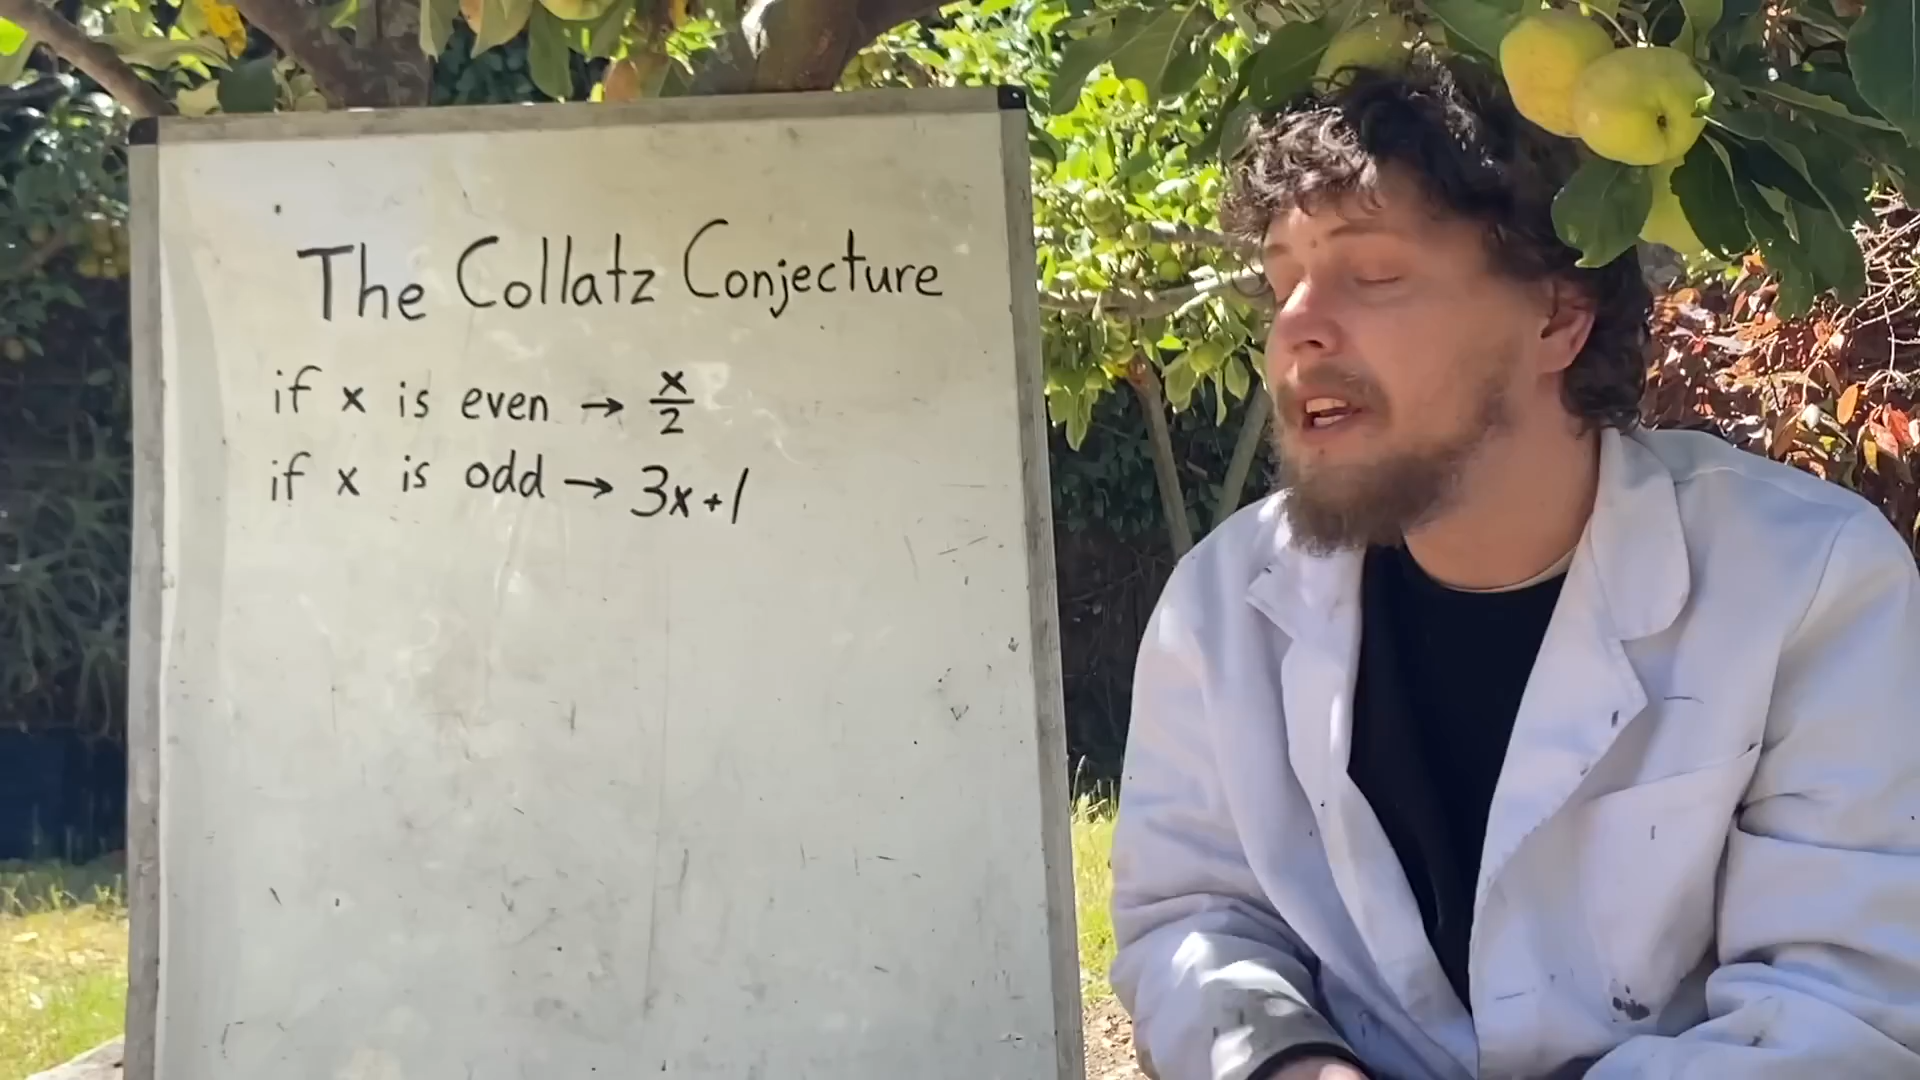 The Collatz Conjecture
if x is even → x/2
if x is odd → 3x+1